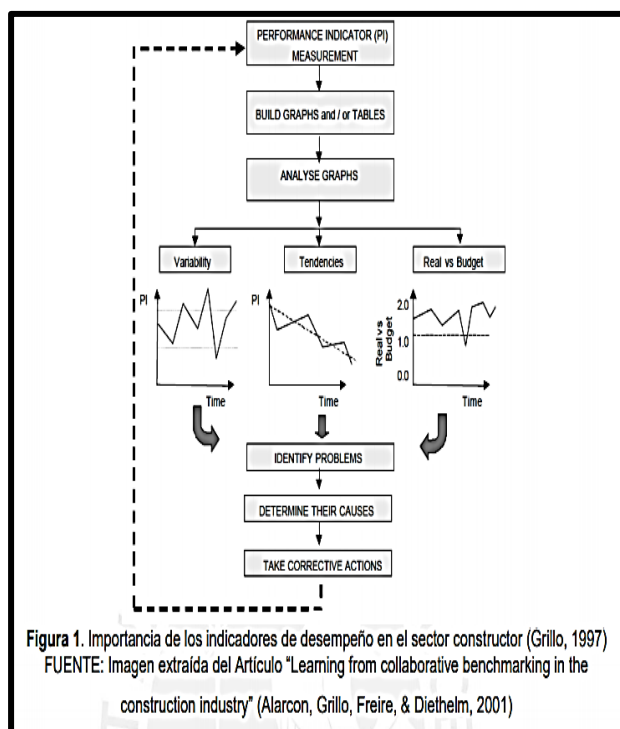 PERFORMANCE INDICATOR (PI)
MEASUREMENT
BUILD GRAPHS and / or TABLES
ANALYSE GRAPHS
Variability
Tendencies
Real vs Budget
PI
Time
PI
Time
Real vs
Budget
2.0
1.0
0.0
Time
IDENTIFY PROBLEMS
DETERMINE THEIR CAUSES
TAKE CORRECTIVE ACTIONS
Figura 1. Importancia de los indicadores de desempeño en el sector constructor (Grillo, 1997)
FUENTE: Imagen extraída del Artículo “Learning from collaborative benchmarking in the
construction industry” (Alarcon, Grillo, Freire, & Diethelm, 2001)